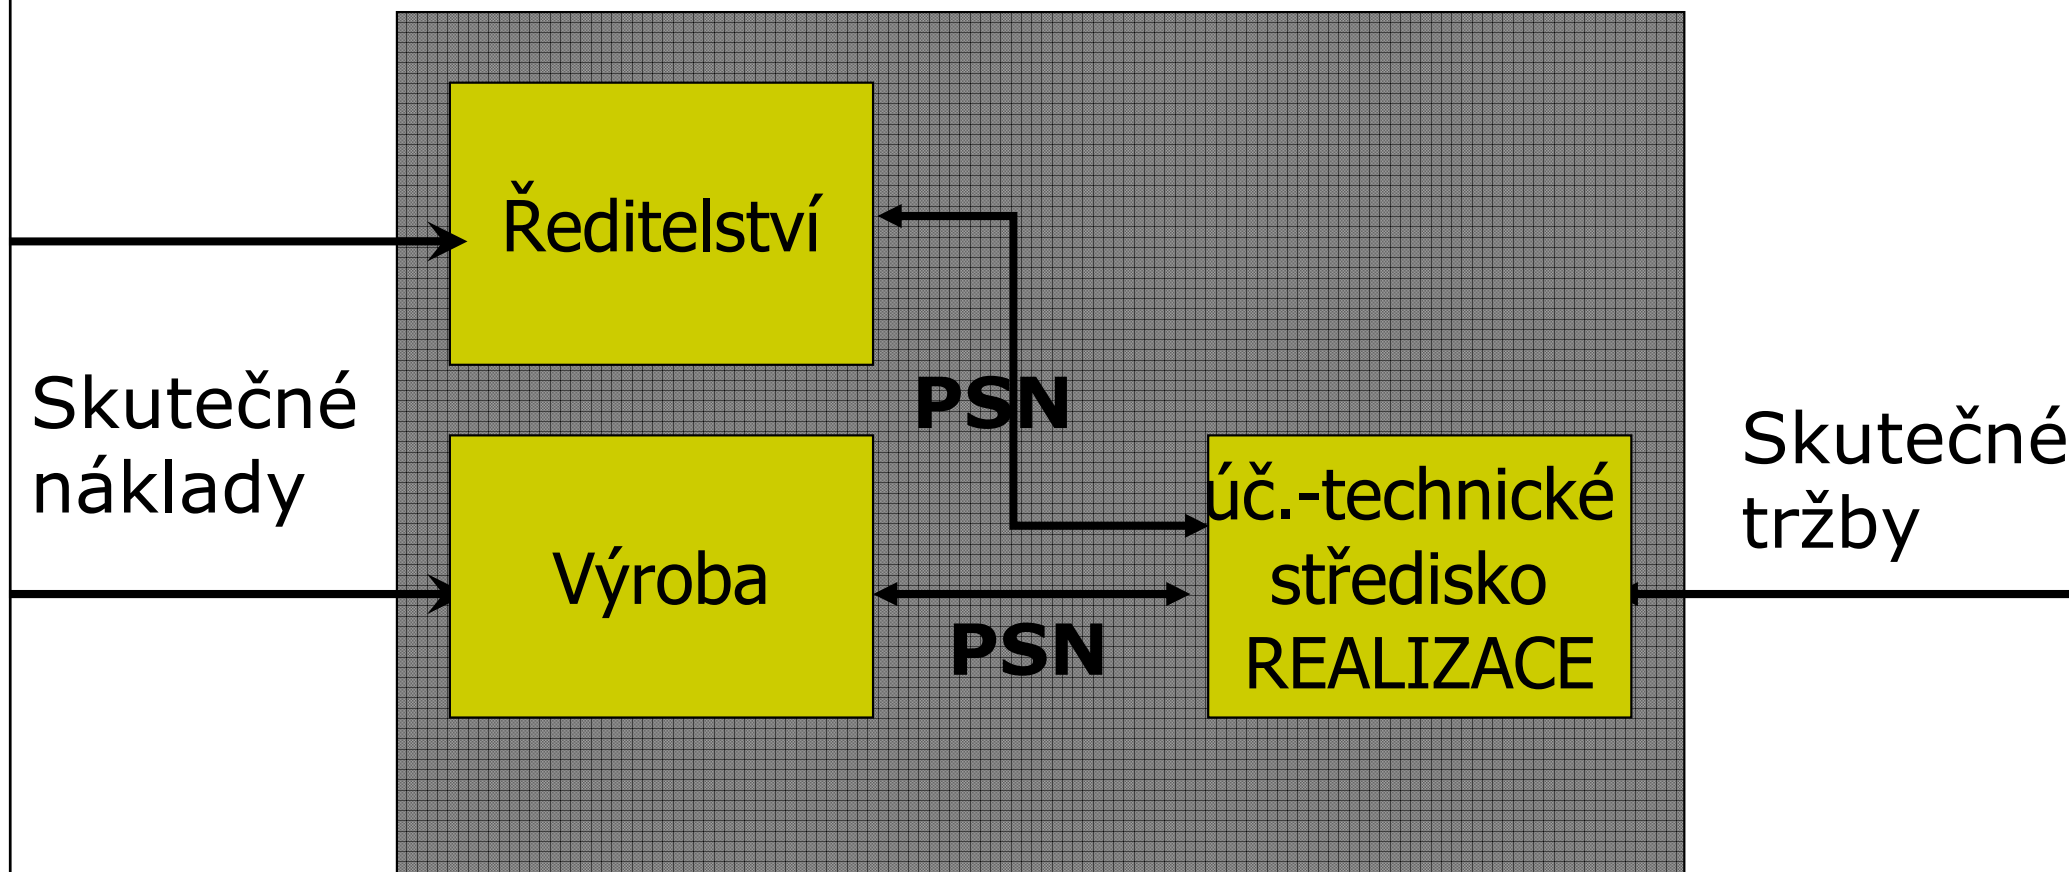 Ředitelství
Skutečné
náklady
PSN
Výroba
PSN
úč.-technické
středisko
REALIZACE
Skutečné
tržby